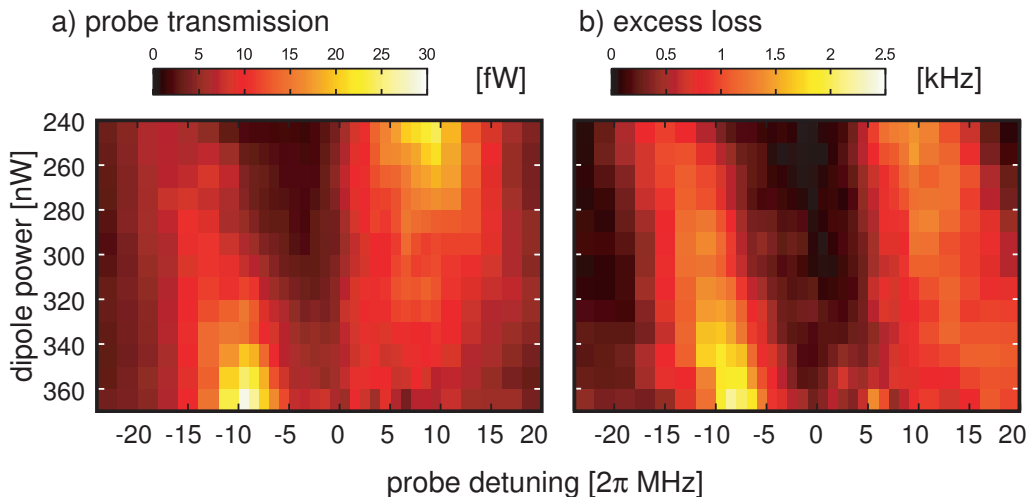 a) probe transmission
0 5 10 15 20 25 30
[fW]
b) excess loss
0 0.5 1 1.5 2 2.5
[kHz]
dipole power [nW]
240
260
280
300
320
340
360
-20 -15 -10 -5 0 5 10 15 20
-20 -15 -10 -5 0 5 10 15 20
probe detuning [2π MHz]